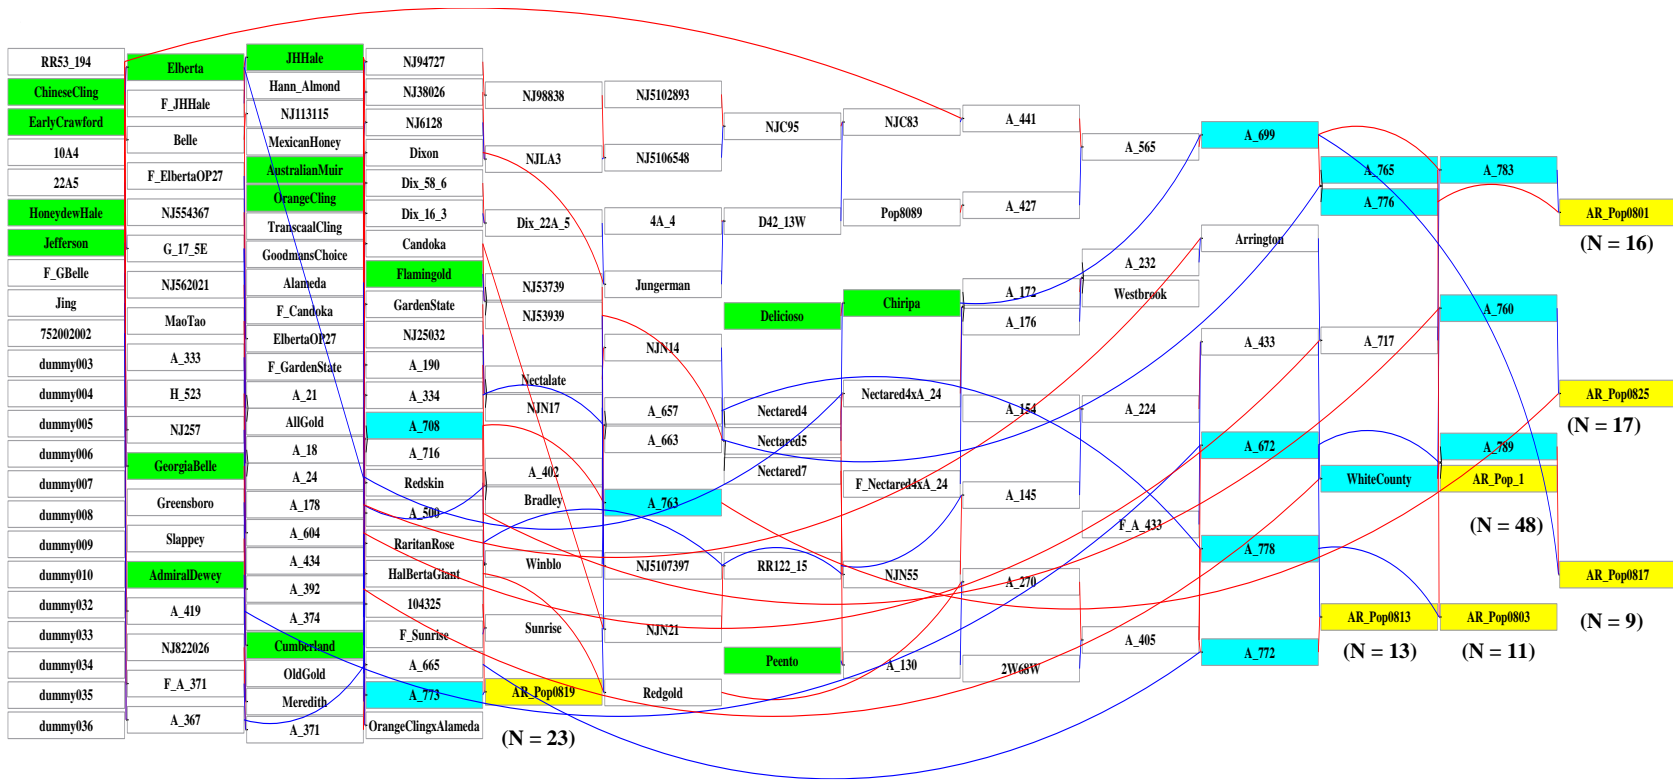 RR53_194
ChineseCling
EarlyCrawford
10A4
22A5
HoneydewHale
Jefferson
F_GBelle
Jing
752002002
dummy003
dummy004
dummy005
dummy006
dummy007
dummy008
dummy009
dummy010
dummy032
dummy033
dummy034
dummy035
dummy036
Elberta
F_JHHale
Belle
F_ElbertaOP27
NJ554367
G_17_5E
NJ562021
MaoTao
A_333
H_523
NJ257
GeorgiaBelle
Greensboro
Slappey
AdmiralDewey
A_419
NJ822026
F_A_371
A_367
JHHale
Hann_Almond
NJ113115
MexicanHoney
AustralianMuir
OrangeCling
TranscaalCling
GoodmansChoice
Alameda
F_Candoka
ElbertaOP27
F_GardenState
A_21
AllGold
A_18
A_24
A_178
A_604
A_434
A_392
A_374
Cumberland
OldGold
Meredith
A_371
NJ94727
NJ38026
NJ6128
Dixon
Dix_58_6
Dix_16_3
Candoka
Flamingold
GardenState
NJ25032
A_190
A_334
A_708
A_716
Redskin
A_500
RaritanRose
HalBertaGiant
104325
F_Sunrise
A_665
A_773
OrangeClingxAlameda
NJ98838
NJLA3
Dix_22A_5
NJ53739
NJ53939
Nectalate
NJN17
A_402
Bradley
Winblo
Sunrise
AR_Pop0819
(N = 23)
NJ5102893
NJ5106548
4A_4
Jungerman
NJN14
A_657
A_663
A_763
NJ5107397
NJN21
Redgold
NJC95
D42_13W
Delicioso
Nectared4
Nectared5
Nectared7
RR122_15
Peento
NJC83
Pop8089
Chiripa
Nectared4xA_24
F_Nectared4xA_24
NJN55
A_130
A_441
A_427
A_172
A_176
A_154
A_145
A_270
2W68W
A_565
A_232
Westbrook
A_224
F_A_433
A_405
A_699
Arrington
A_433
A_672
A_778
A_772
A_765
A_776
A_717
WhiteCounty
AR_Pop0813
(N = 13)
A_783
A_760
A_789
AR_Pop_1
(N = 48)
AR_Pop0803
(N = 11)
AR_Pop0801
(N = 16)
AR_Pop0825
(N = 17)
AR_Pop0817
(N = 9)